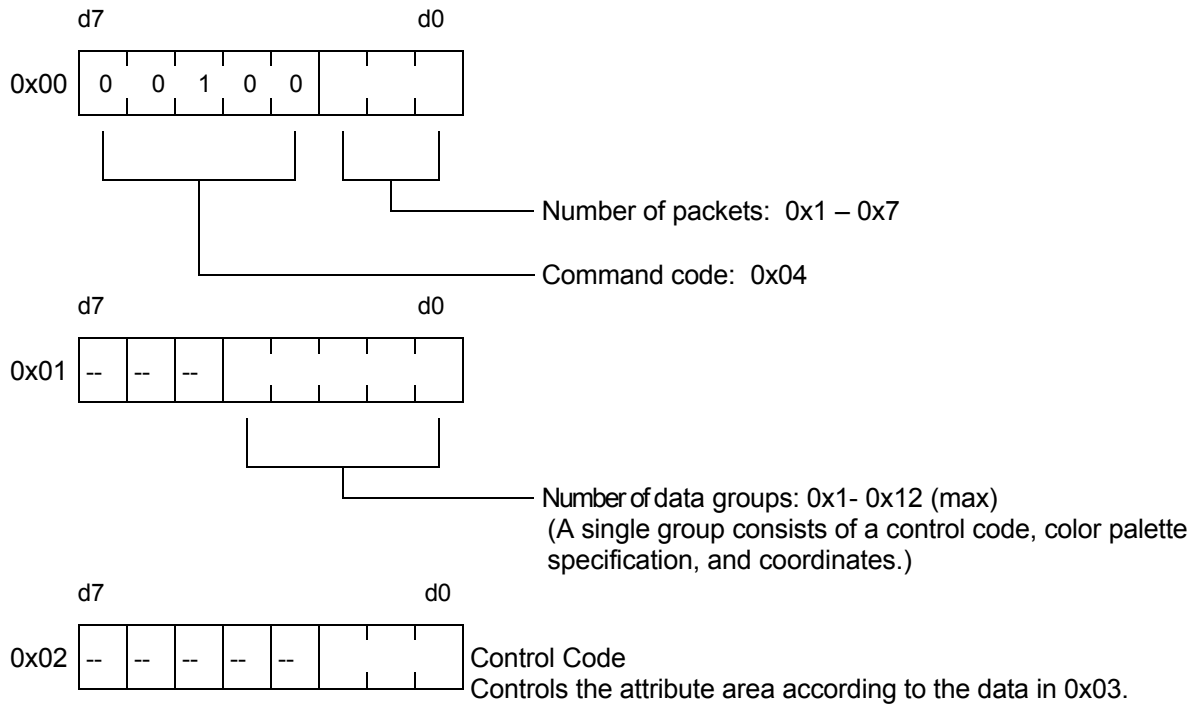 d7 d0
0x00 0 0 1 0 0
Number of packets: 0x1 – 0x7
Command code: 0x04
d7 d0
0x01 -- -- --
Number of data groups: 0x1- 0x12 (max)
(A single group consists of a control code, color palette
specification, and coordinates.)
d7 d0
0x02 -- -- -- -- -- Control Code
Controls the attribute area according to the data in 0x03.